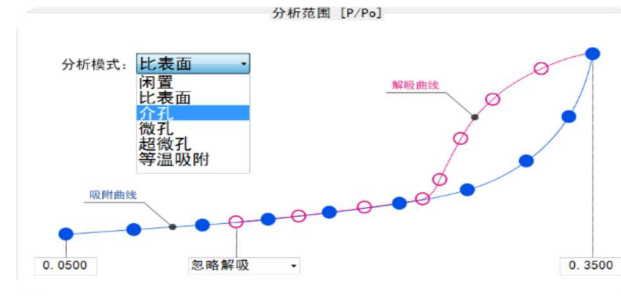 分析范围 [P/Po]
分析模式: 比表面
闲置
比表面
介孔
微孔
超微孔
等温吸附
解吸曲线
吸附曲线
0.0500
忽略解吸
0.3500